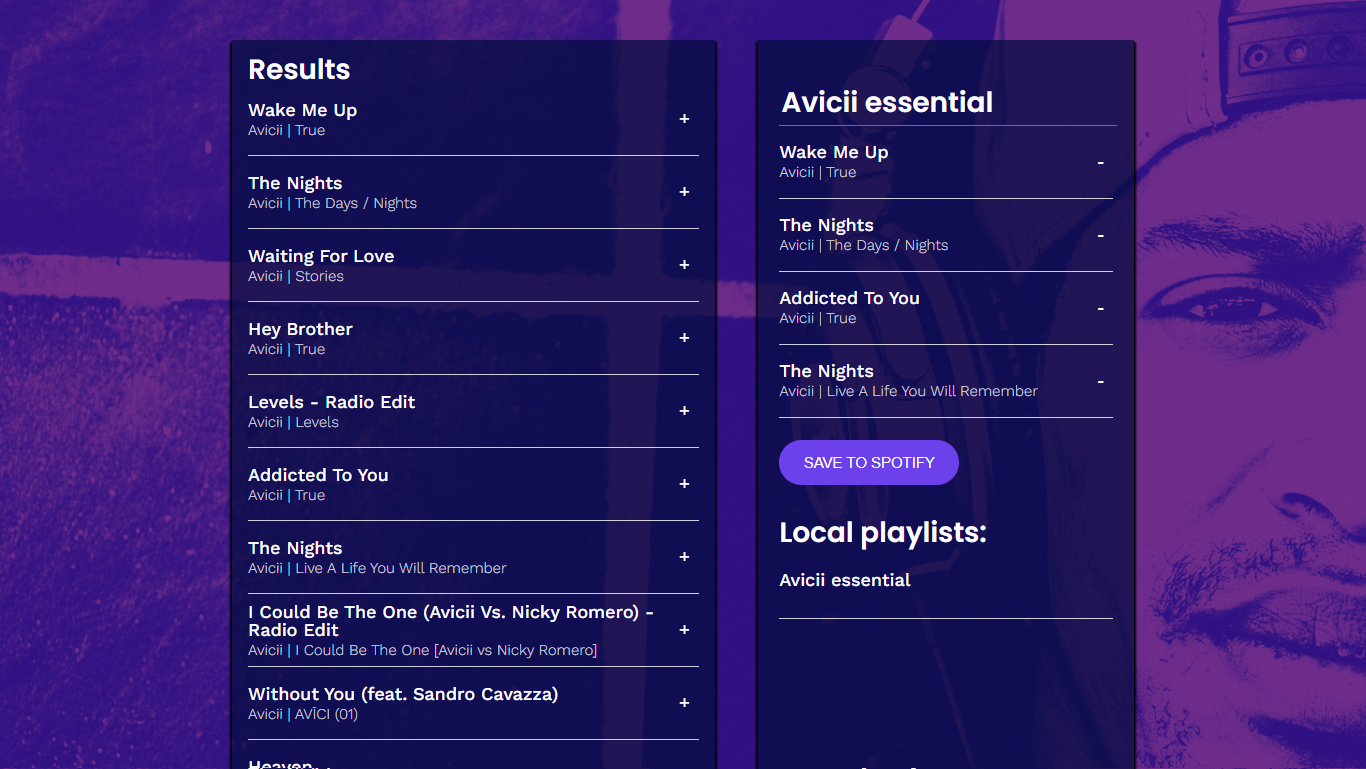 Results
Wake Me Up
Avicii | True
+
The Nights
Avicii | The Days / Nights
+
Waiting For Love
Avicii | Stories
+
Hey Brother
Avicii | True
+
Levels - Radio Edit
Avicii | Levels
+
Addicted To You
Avicii | True
+
The Nights
Avicii | Live A Life You Will Remember
+
I Could Be The One (Avicii Vs. Nicky Romero) -
Radio Edit
Avicii | I Could Be The One [Avicii vs Nicky Romero]
+
Without You (feat. Sandro Cavazza)
Avicii | AVĪCI (01)
+
Heaven
Avicii essential
Wake Me Up
Avicii | True
-
The Nights
Avicii | The Days / Nights
-
Addicted To You
Avicii | True
-
The Nights
Avicii | Live A Life You Will Remember
-
SAVE TO SPOTIFY
Local playlists:
Avicii essential